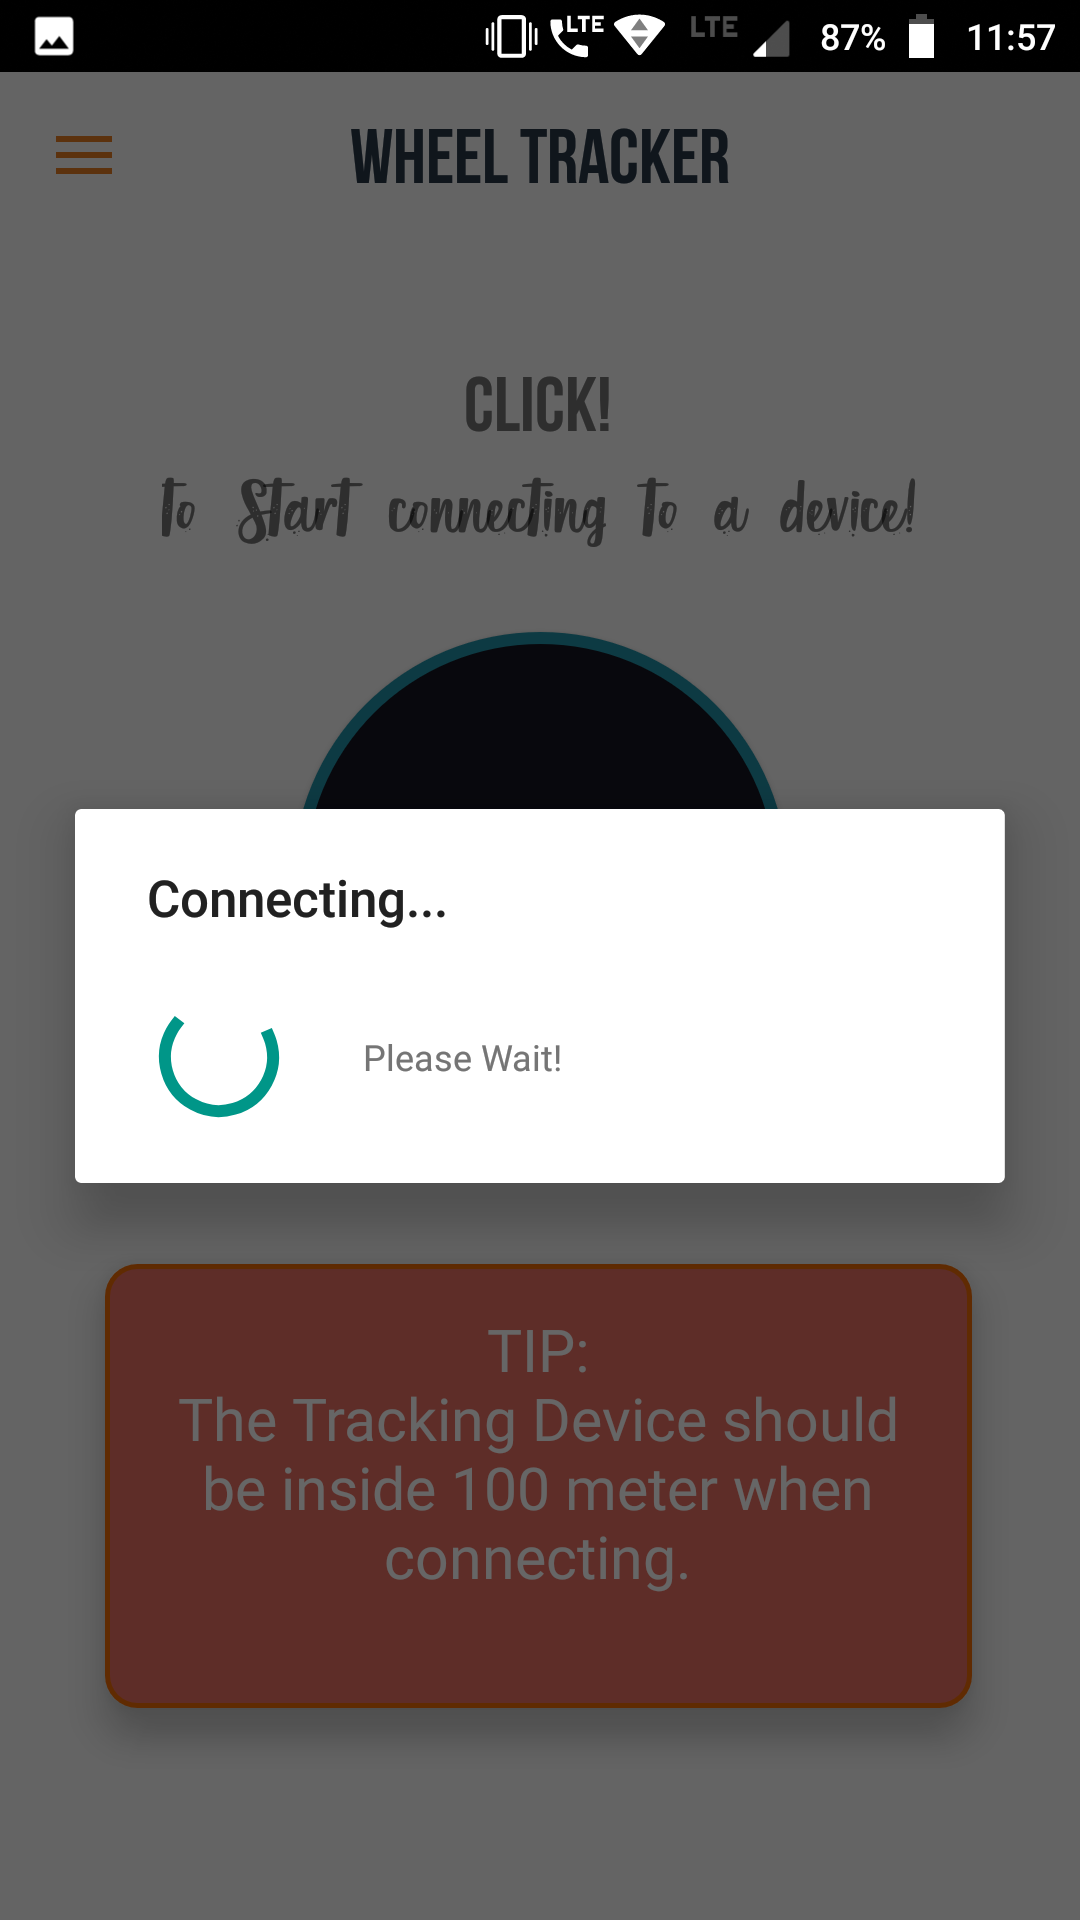 LTE LTE 87% 11:57
WHEEL TRACKER
CLICK!
to Start connecting to a device!
Connecting...
Please Wait!
TIP:
The Tracking Device should
be inside 100 meter when
connecting.